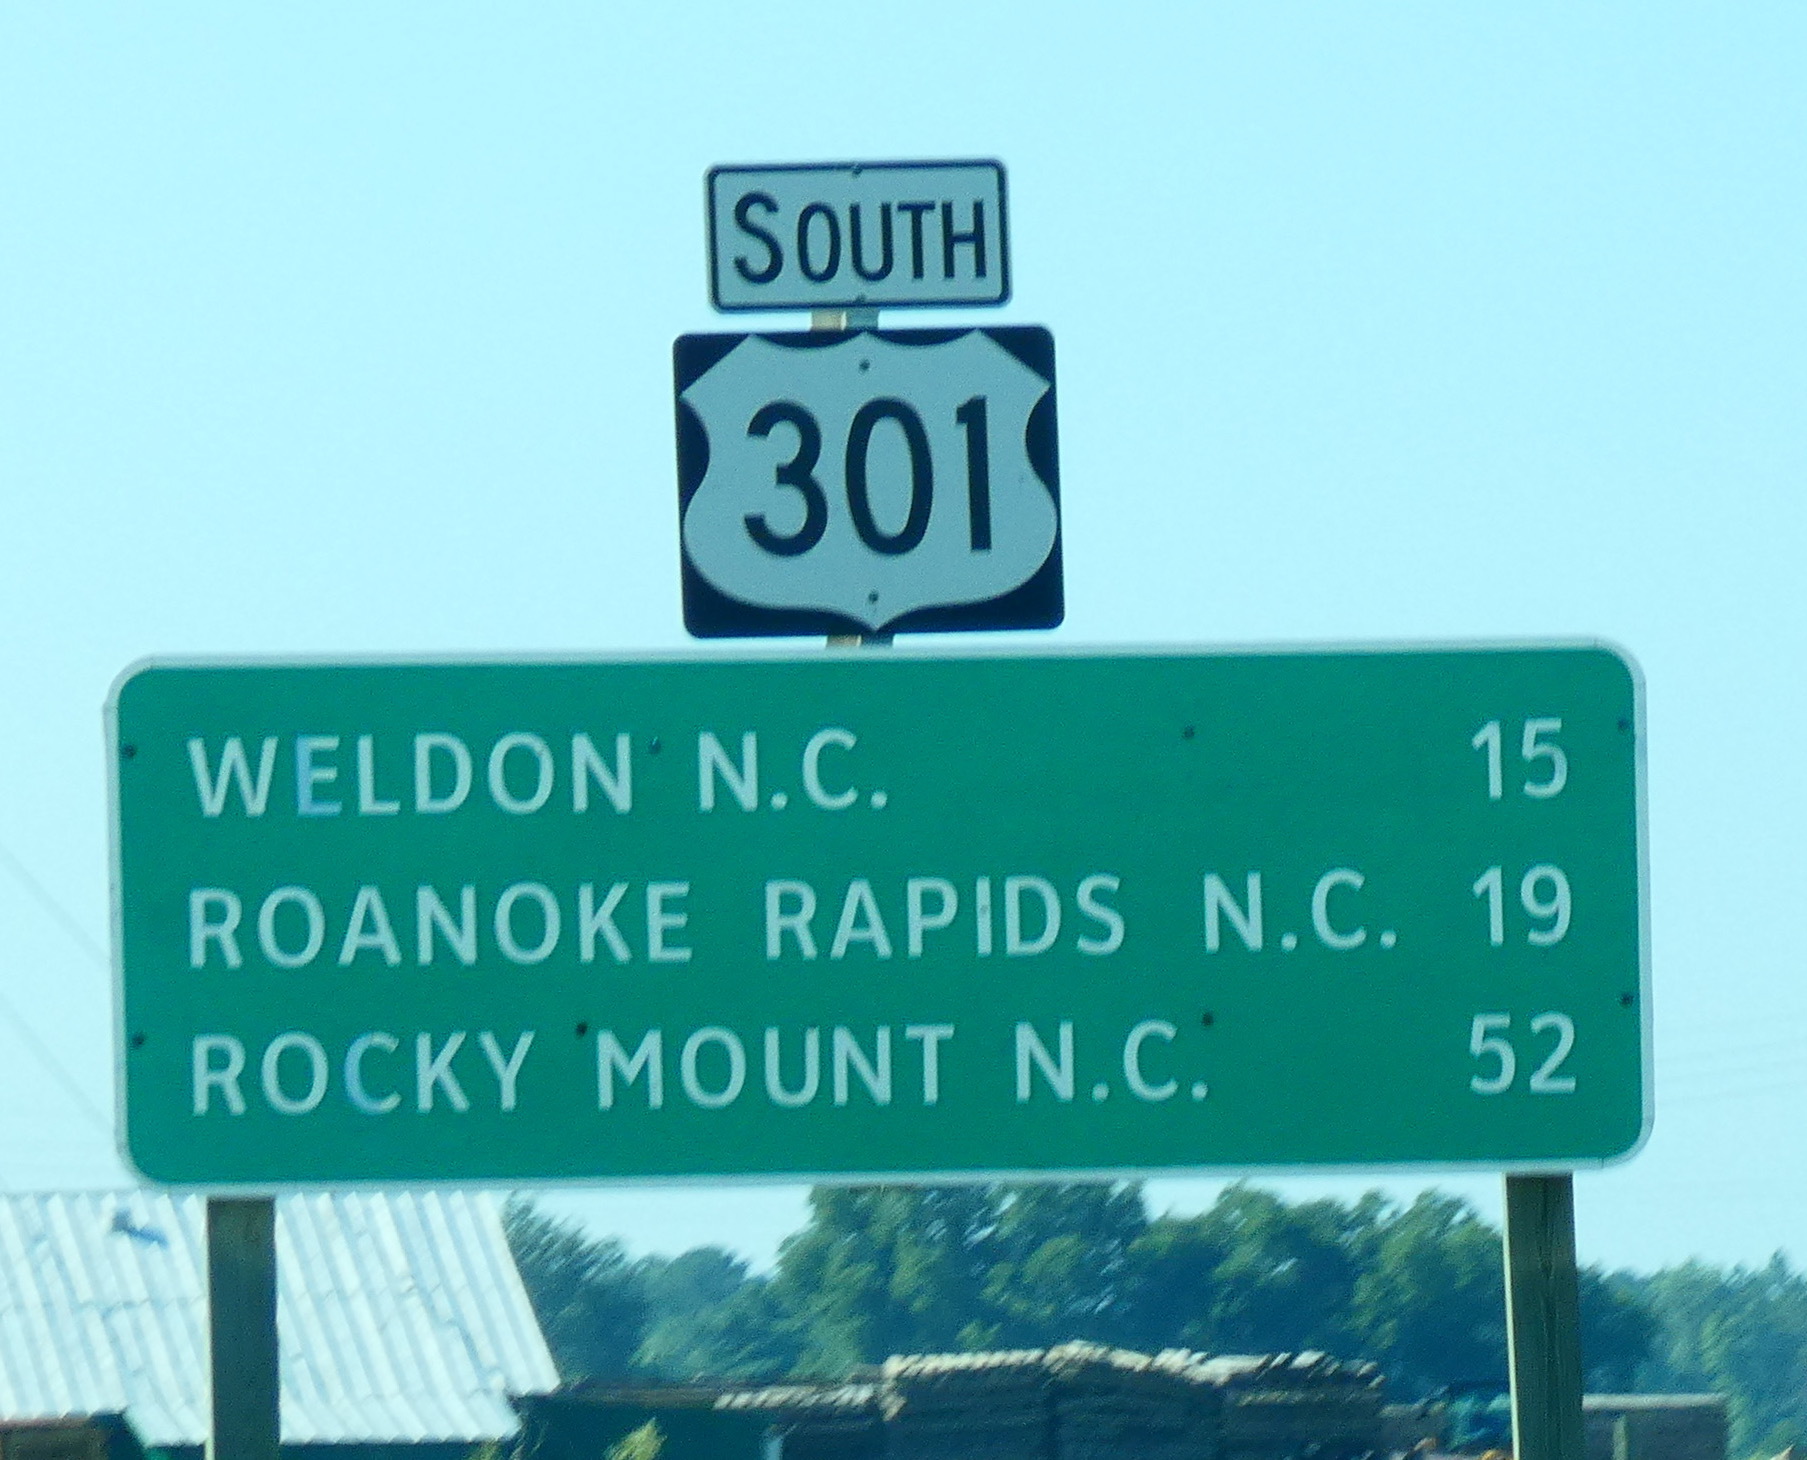 SOUTH
301
WELDON N.C. 15
ROANOKE RAPIDS N.C. 19
ROCKY MOUNT N.C. 52